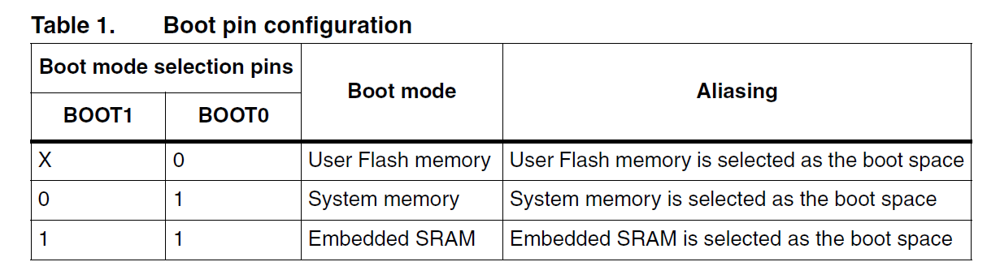 Table 1. Boot pin configuration
Boot mode selection pins
Boot mode
Aliasing
BOOT1 BOOT0
X 0 User Flash memory User Flash memory is selected as the boot space
0 1 System memory System memory is selected as the boot space
1 1 Embedded SRAM Embedded SRAM is selected as the boot space